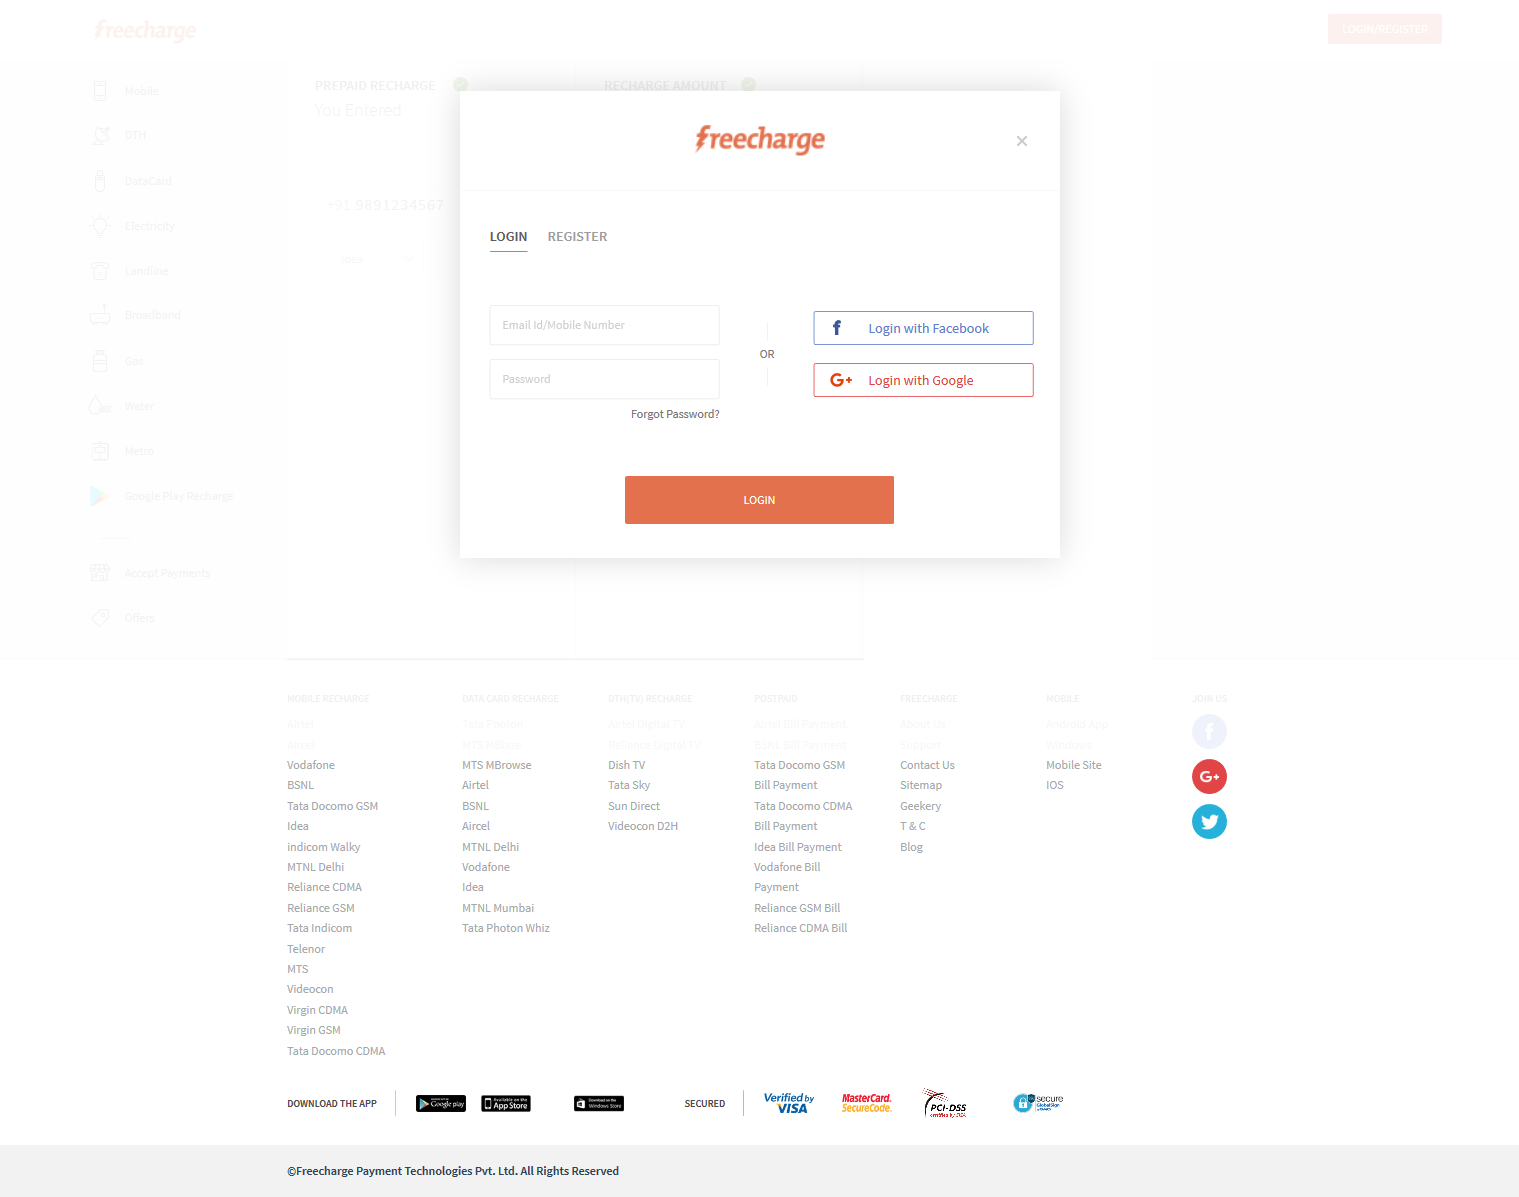 freecharge
LOGIN/REGISTER
Mobile
DTH
DataCard
Electricity
Landline
Broadband
Gas
Water
Metro
Google Play Recharge
Accept Payments
Offers
PREPAID RECHARGE
You Entered
+91 9891234567
Idea
RECHARGE AMOUNT
freecharge
×
LOGIN REGISTER
Email Id/Mobile Number
Password
Forgot Password?
OR
Login with Facebook
G+ Login with Google
LOGIN
MOBILE RECHARGE
Airtel
Aircel
Vodafone
BSNL
Tata Docomo GSM
Idea
indicom Walky
MTNL Delhi
Reliance CDMA
Reliance GSM
Tata Indicom
Telenor
MTS
Videocon
Virgin CDMA
Virgin GSM
Tata Docomo CDMA
DATA CARD RECHARGE
Tata Photon
MTS MBlaze
MTS MBrowse
Airtel
BSNL
Aircel
MTNL Delhi
Vodafone
Idea
MTNL Mumbai
Tata Photon Whiz
DTH(TV) RECHARGE
Airtel Digital TV
Reliance Digital TV
Dish TV
Tata Sky
Sun Direct
Videocon D2H
POSTPAID
Airtel Bill Payment
BSNL Bill Payment
Tata Docomo GSM
Bill Payment
Tata Docomo CDMA
Bill Payment
Idea Bill Payment
Vodafone Bill
Payment
Reliance GSM Bill
Reliance CDMA Bill
FREECHARGE
About Us
Support
Contact Us
Sitemap
Geekery
T & C
Blog
MOBILE
Android App
Windows
Mobile Site
IOS
JOIN US
f
G+
DOWNLOAD THE APP
Google play
Available on the
App Store
Download on the
Windows Store
SECURED
Verified by
VISA
MasterCard.
SecureCode.
PCI-DSS
secure
GlobalSign
©Freecharge Payment Technologies Pvt. Ltd. All Rights Reserved